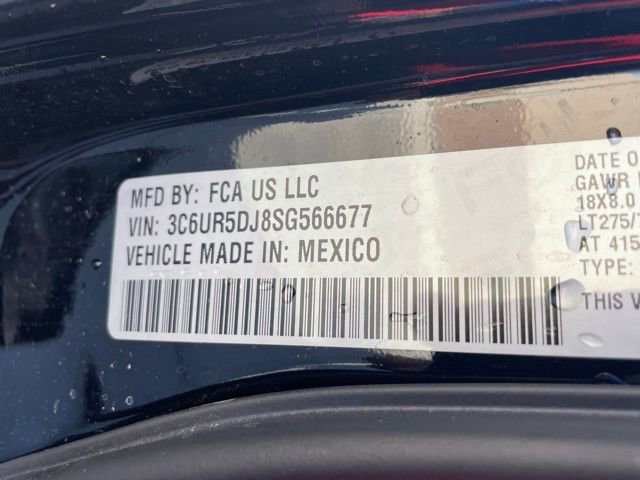 MFD BY: FCA US LLC
VIN: 3C6UR5DJ8SG566677
VEHICLE MADE IN: MEXICO
DATE O
GAWR
18X8.0
LT275/
AT 415
TYPE:
THIS V